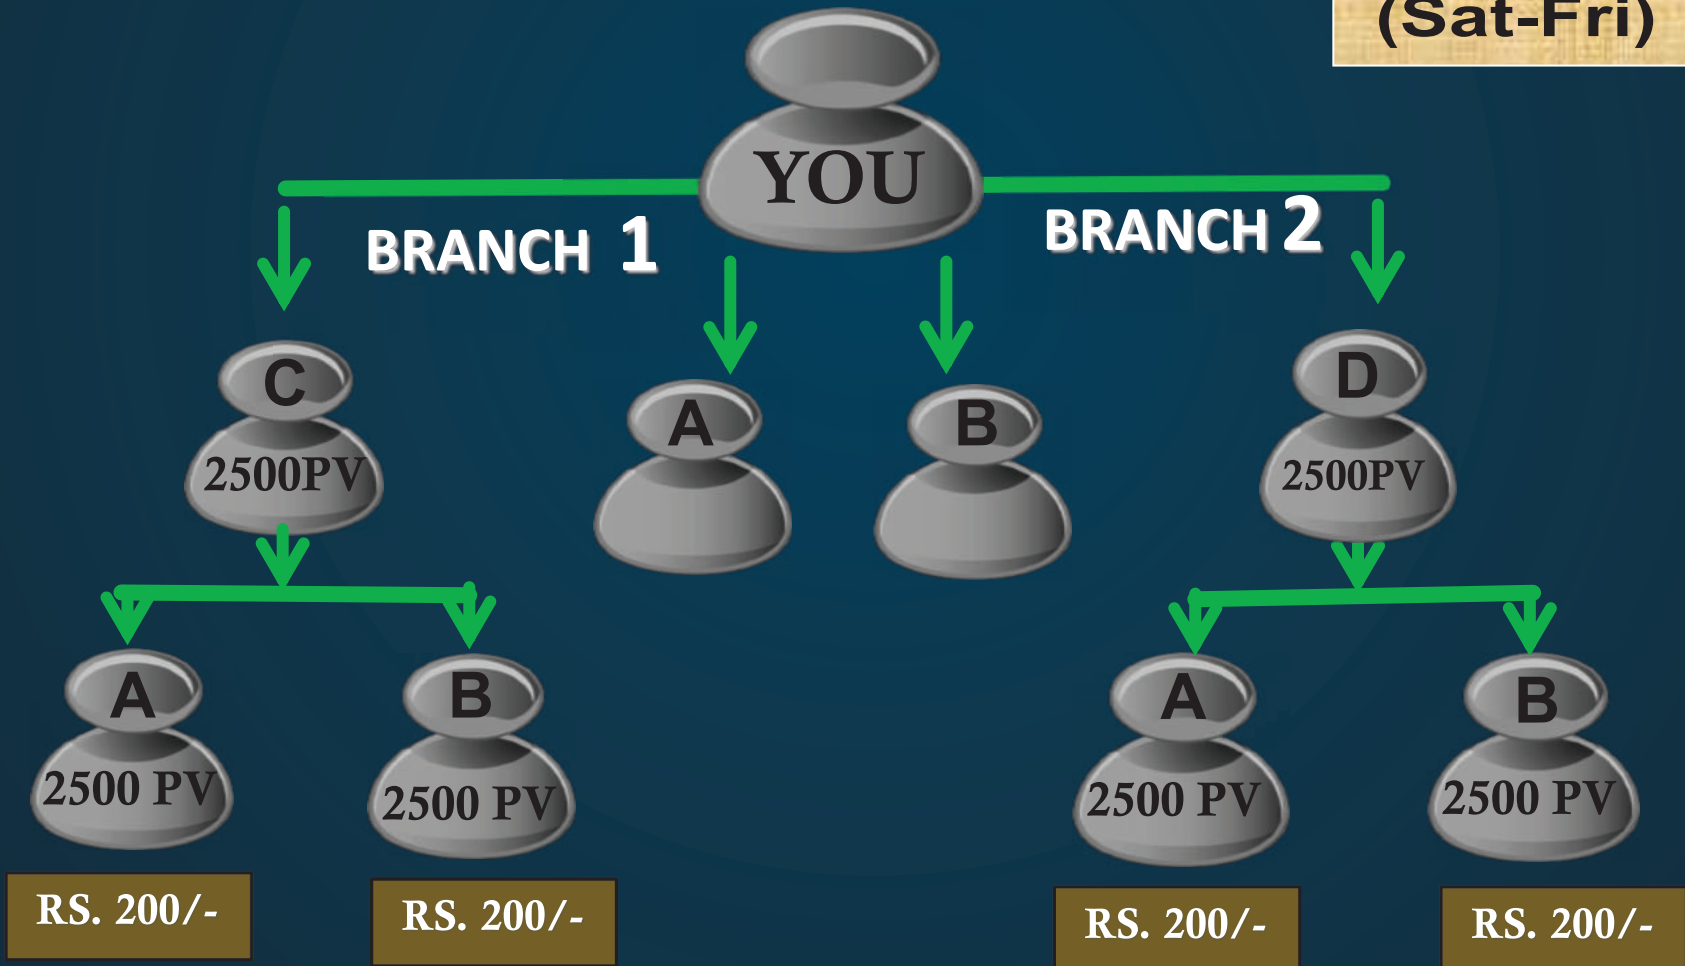 (Sat-Fri)
YOU
BRANCH 1
BRANCH 2
C
2500PV
A
B
D
2500PV
A
2500 PV
B
2500 PV
A
2500 PV
B
2500 PV
RS. 200/-
RS. 200/-
RS. 200/-
RS. 200/-